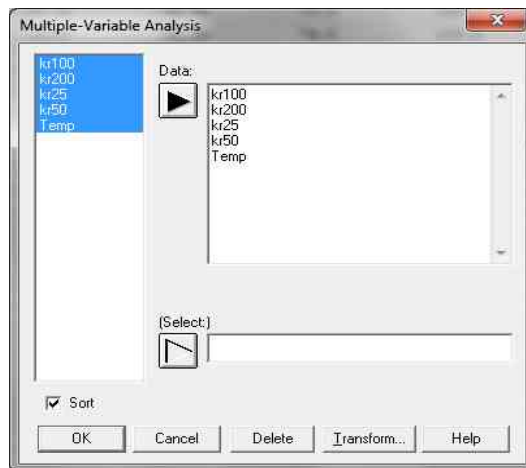 Multiple-Variable Analysis
kr100
kr200
kr25
kr50
Temp
Data:
kr100
kr200
kr25
kr50
Temp
(Select:)
Sort
OK
Cancel
Delete
Transform...
Help